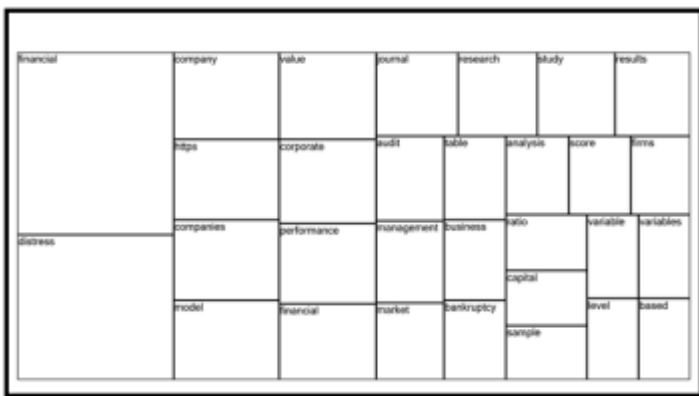 financial
distress
company
https
companies
model
value
corporate
performance
financial
journal
research
study
results
audit
table
analysis
score
firms
management
business
market
bankruptcy
ratio
capital
sample
variable
variables
level
based